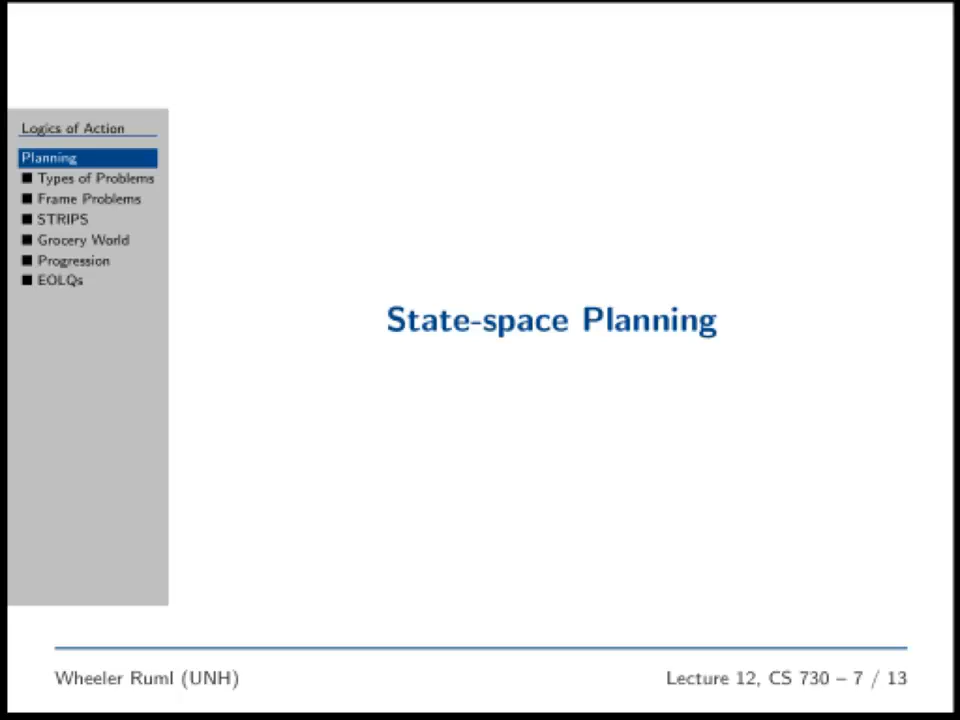 Logics of Action
Planning
■ Types of Problems
■ Frame Problems
■ STRIPS
■ Grocery World
■ Progression
■ EOLQs
State-space Planning
Wheeler Ruml (UNH)
Lecture 12, CS 730 – 7 / 13